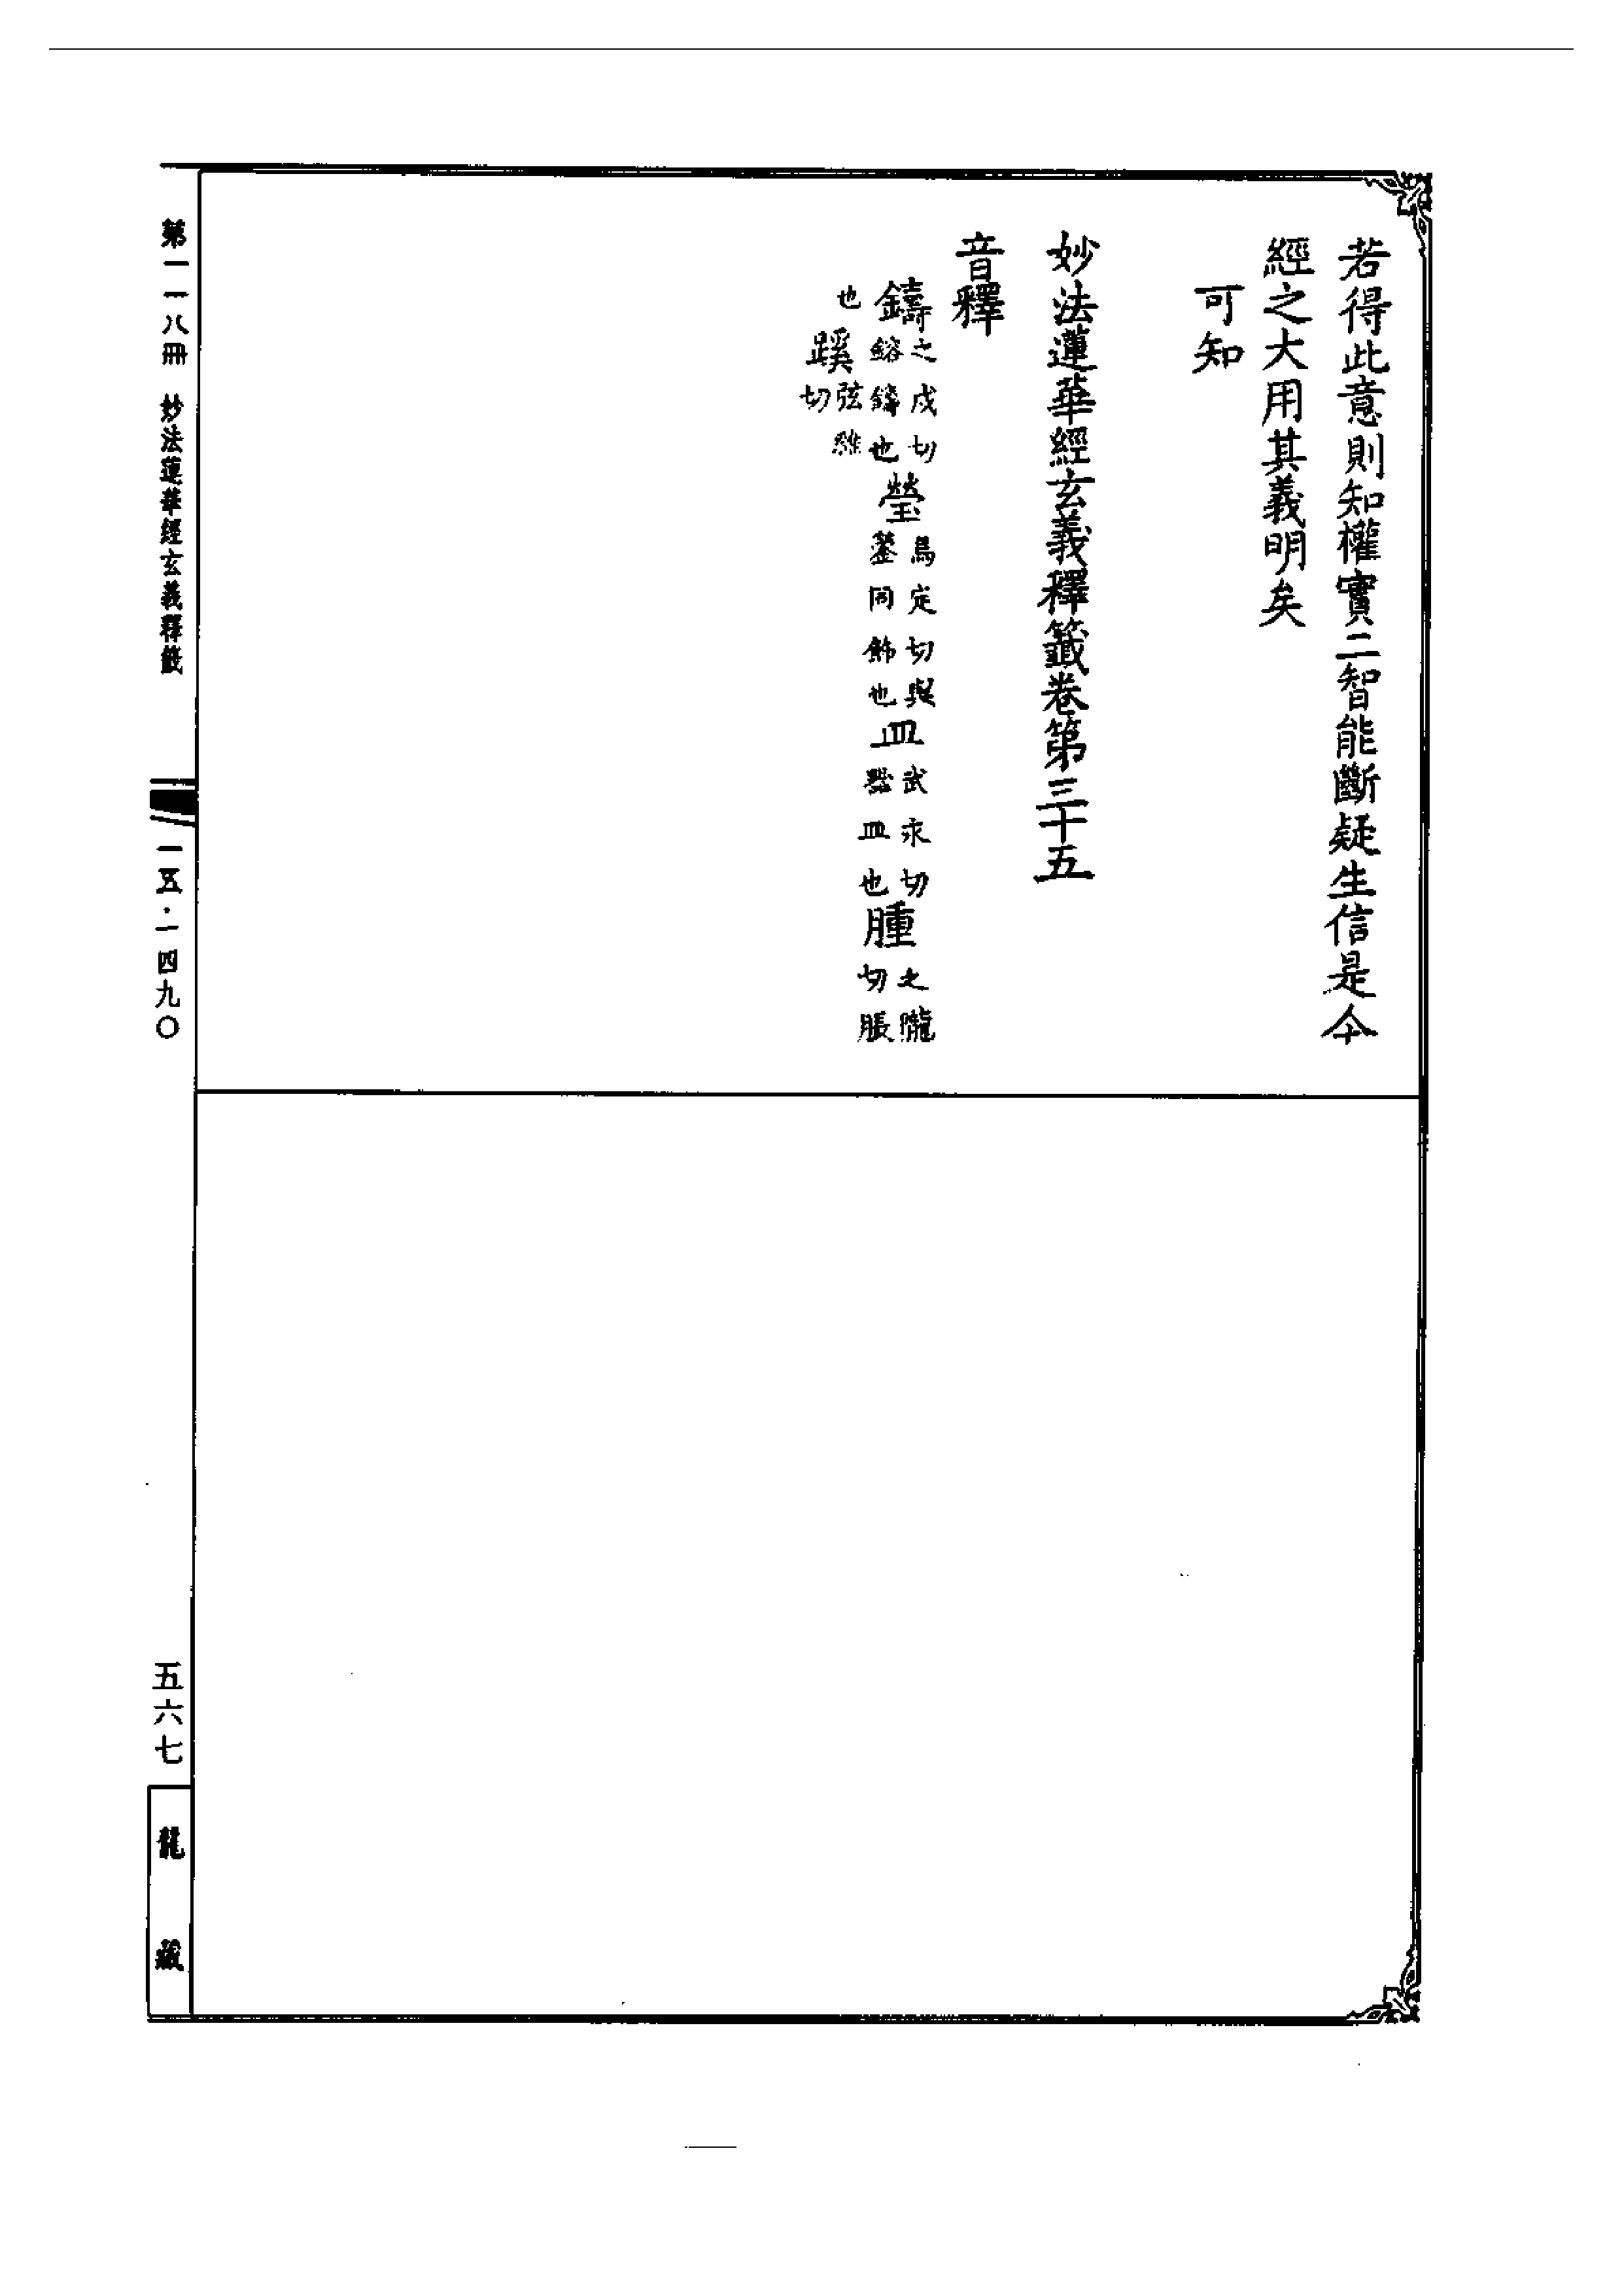 若得此意則知權實二智能斷疑生信是今
經之大用其義明矣
可知
妙法蓮華經玄義釋籤卷第三十五
音釋
鑄之戍切鎔鑄也瑩烏定切與鎣同飾也皿武永切器皿也腫之隴切脹
也蹊弦雞切
第一一八冊 妙法蓮華經玄義釋籤
一五五·一四九〇
五六七
龍藏